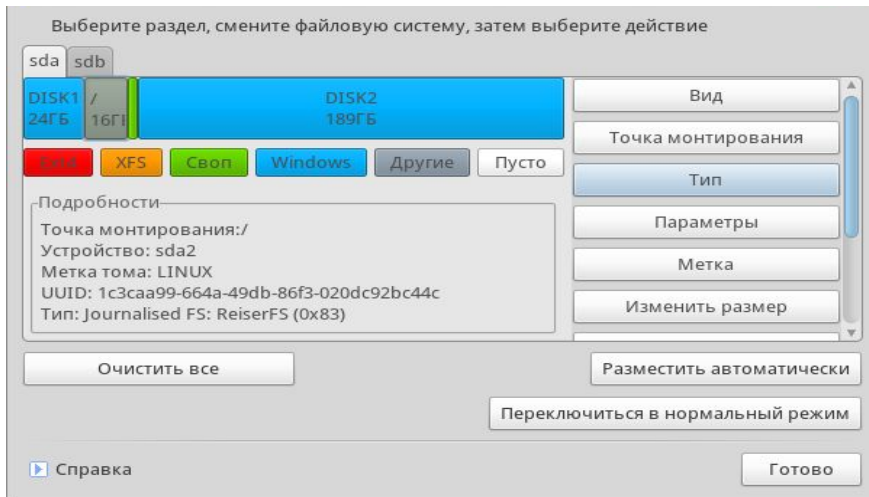 Выберите раздел, смените файловую систему, затем выберите действие
sda sdb
DISK1 / DISK2
24ГБ 16ГБ 189ГБ
Ext4 XFS Своп Windows Другие Пусто
Подробности
Точка монтирования:/
Устройство: sda2
Метка тома: LINUX
UUID: 1c3caa99-664a-49db-86f3-020dc92bc44c
Тип: Journalised FS: ReiserFS (0x83)
Вид
Точка монтирования
Тип
Параметры
Метка
Изменить размер
Очистить все
Разместить автоматически
Переключиться в нормальный режим
Справка
Готово